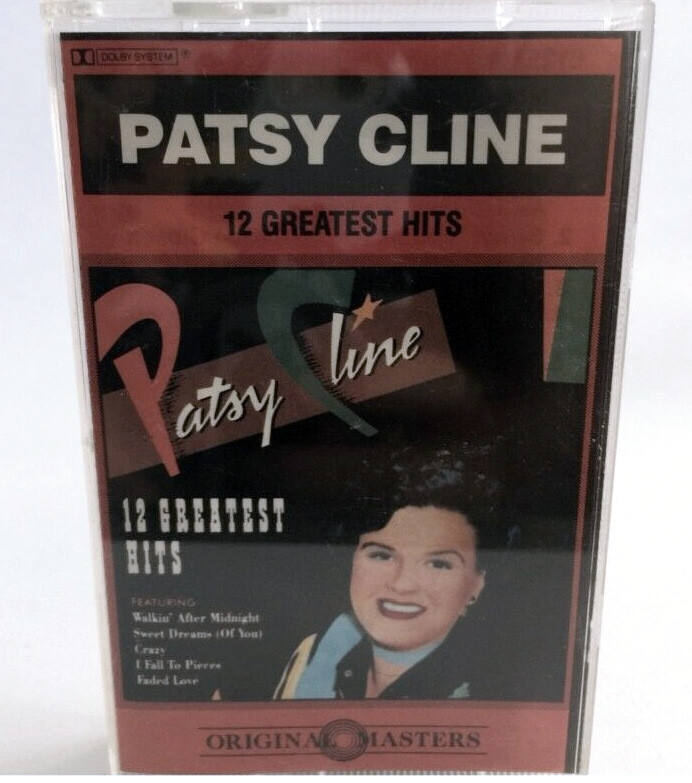 DOLBY SYSTEM ®
PATSY CLINE
12 GREATEST HITS
Patsy Cline
12 GREATEST
HITS
FEATURING
Walkin' After Midnight
Sweet Dreams (Of You)
Crazy
I Fall To Pieces
Faded Love
ORIGINAL MASTERS